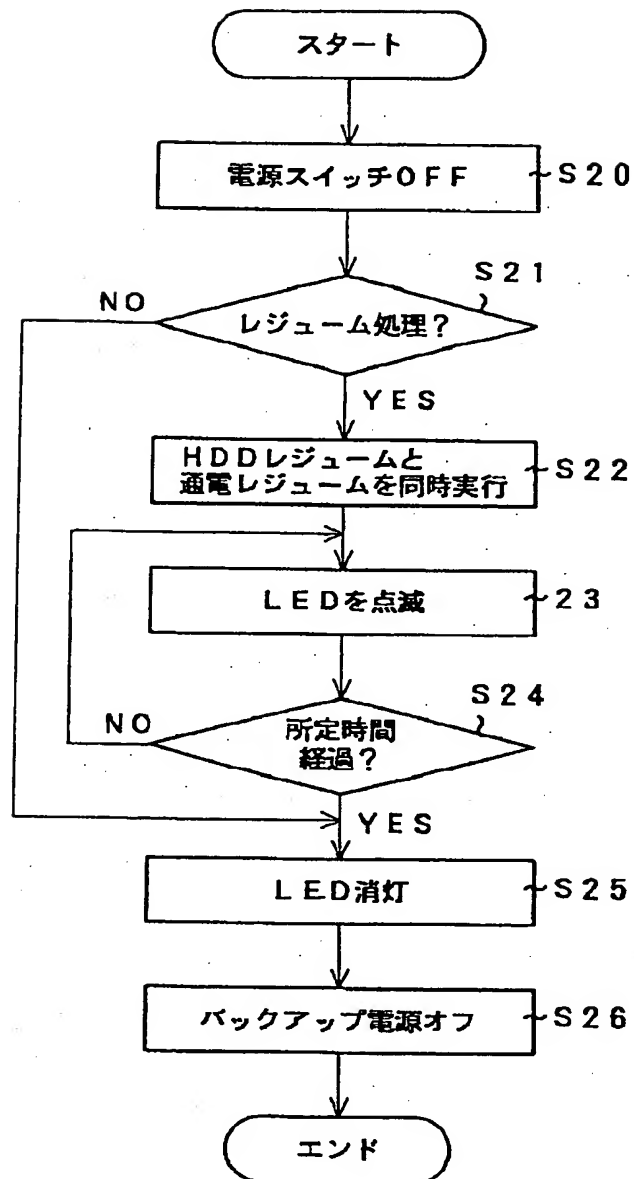 スタート
電源スイッチOFF
S20
S21
レジューム処理?
NO
YES
HDDレジュームと
通電レジュームを同時実行
S22
LEDを点滅
23
S24
所定時間
経過?
NO
YES
LED消灯
S25
バックアップ電源オフ
S26
エンド